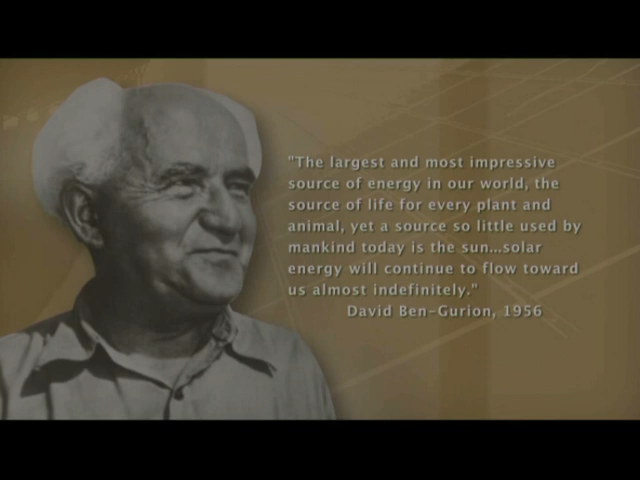 "The largest and most impressive
source of energy in our world, the
source of life for every plant and
animal, yet a source so little used by
mankind today is the sun...solar
energy will continue to flow toward
us almost indefinitely."
David Ben-Gurion, 1956